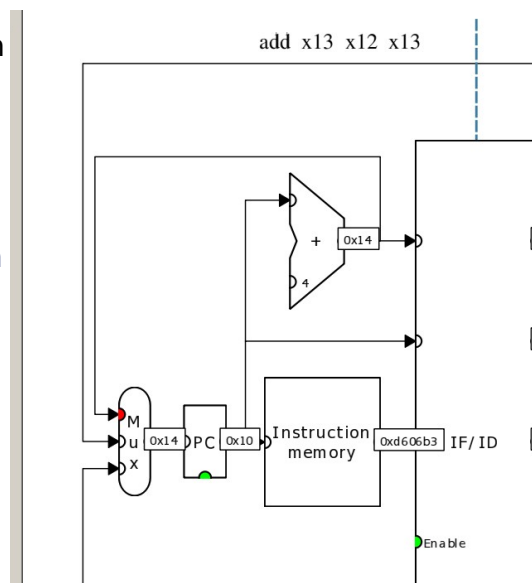 add x13 x12 x13
+
0x14
4
M
u
x
0x14
PC
0x10
Instruction
memory
0xd606b3
IF/ID
Enable